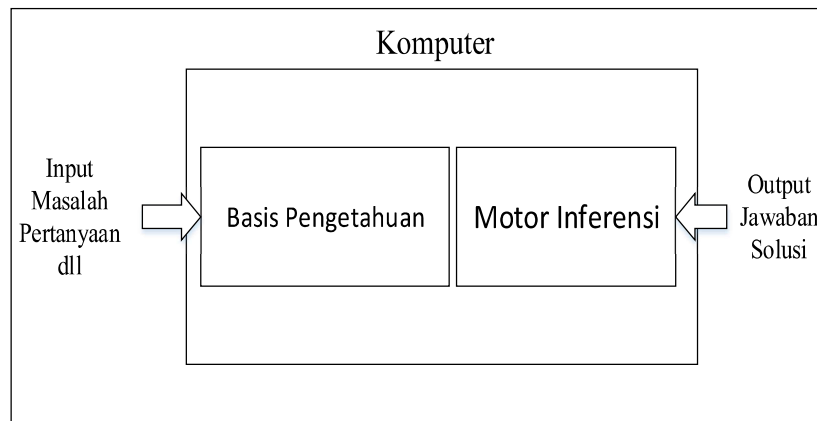 Komputer
Input
Masalah
Pertanyaan
dll
Basis Pengetahuan
Motor Inferensi
Output
Jawaban
Solusi